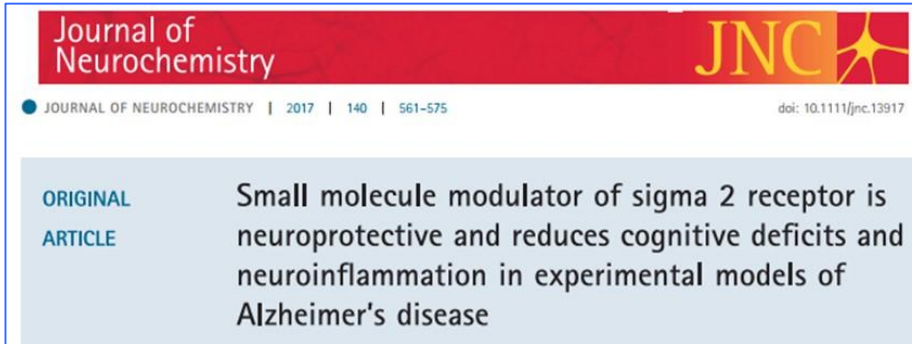 Journal of
Neurochemistry
JNC
JOURNAL OF NEUROCHEMISTRY | 2017 | 140 | 561–575
doi: 10.1111/jnc.13917
ORIGINAL
ARTICLE
Small molecule modulator of sigma 2 receptor is
neuroprotective and reduces cognitive deficits and
neuroinflammation in experimental models of
Alzheimer's disease